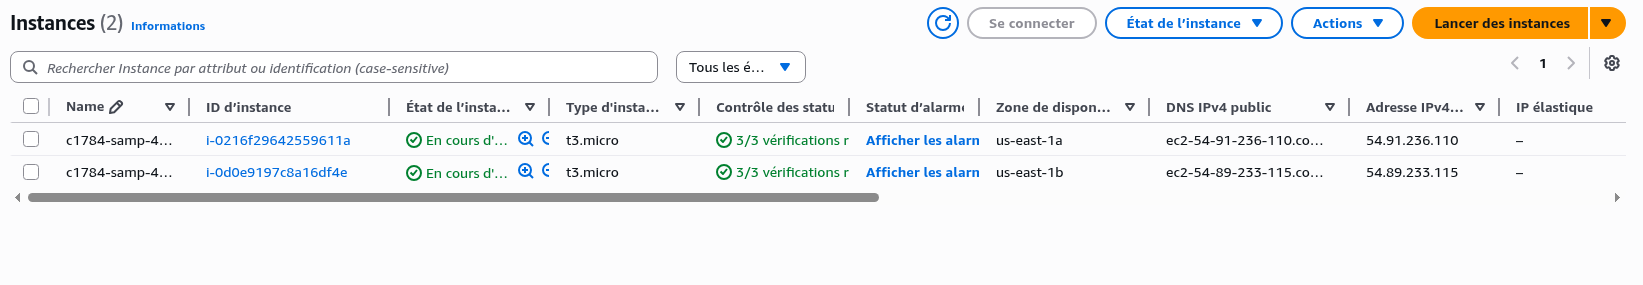 Instances (2) Informations Se connecter État de l’instance Actions Lancer des instances
Rechercher Instance par attribut ou identification (case-sensitive) Tous les é... 1
Name ID d’instance État de l’insta... Type d'insta... Contrôle des statu Statut d’alarme Zone de dispon... DNS IPv4 public Adresse IPv4... IP élastique
c1784-samp-4... i-0216f29642559611a En cours d'... t3.micro 3/3 vérifications r Afficher les alarn us-east-1a ec2-54-91-236-110.co... 54.91.236.110 –
c1784-samp-4... i-0d0e9197c8a16df4e En cours d'... t3.micro 3/3 vérifications r Afficher les alarn us-east-1b ec2-54-89-233-115.co... 54.89.233.115 –